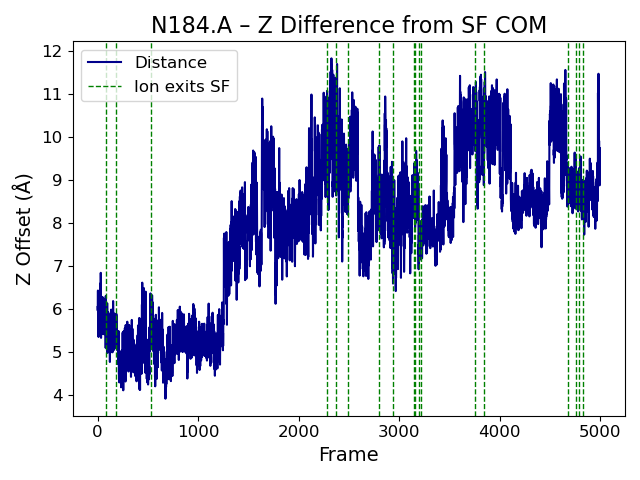 N184.A – Z Difference from SF COM
Distance
Ion exits SF
Z Offset (Å)
12
11
10
9
8
7
6
5
4
0 1000 2000 3000 4000 5000
Frame